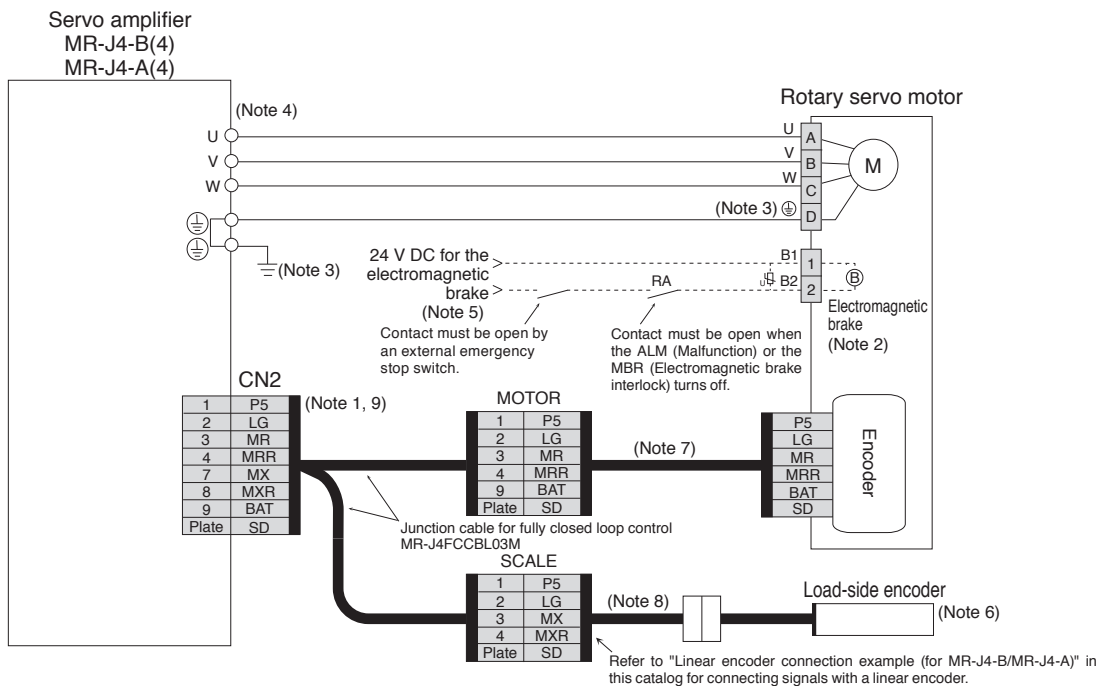 Servo amplifier
MR-J4-B(4)
MR-J4-A(4)
(Note 4)
Rotary servo motor
U
U
A
V
V
B
M
W
W
C
(Note 3)
D
(Note 3)
24 V DC for the
electromagnetic
brake
(Note 5)
B1
1
RA
U
B2
2
B
Electromagnetic
brake
(Note 2)
Contact must be open by
an external emergency
stop switch.
Contact must be open when
the ALM (Malfunction) or the
MBR (Electromagnetic brake
interlock) turns off.
CN2
(Note 1, 9)
1 P5
2 LG
3 MR
4 MRR
7 MX
8 MXR
9 BAT
Plate SD
MOTOR
1 P5
2 LG
3 MR
4 MRR
9 BAT
Plate SD
(Note 7)
P5
LG
MR
MRR
BAT
SD
Encoder
Junction cable for fully closed loop control
MR-J4FCCBL03M
SCALE
1 P5
2 LG
3 MX
4 MXR
Plate SD
(Note 8)
Load-side encoder
(Note 6)
Refer to "Linear encoder connection example (for MR-J4-B/MR-J4-A)" in
this catalog for connecting signals with a linear encoder.